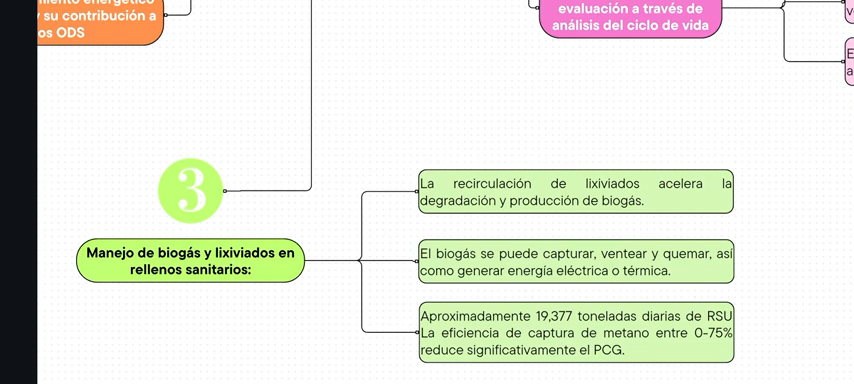 su contribución a
os ODS
evaluación a través de
análisis del ciclo de vida
3
Manejo de biogás y lixiviados en
rellenos sanitarios:
La recirculación de lixiviados acelera la
degradación y producción de biogás.
El biogás se puede capturar, ventear y quemar, así
como generar energía eléctrica o térmica.
Aproximadamente 19,377 toneladas diarias de RSU
La eficiencia de captura de metano entre 0-75%
reduce significativamente el PCG.